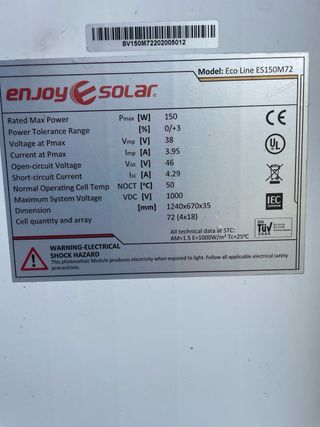 SV150M72202005012
enjoy solar® Model: Eco Line ES150M72
Rated Max Power Pmax [W] 150
Power Tolerance Range [%] 0/+3
Voltage at Pmax Vmp [V] 38
Current at Pmax Imp [A] 3.95
Open-circuit Voltage Voc [V] 46
Short-circuit Current Isc [A] 4.29
Normal Operating Cell Temp NOCT [°C] 50
Maximum System Voltage VDC [V] 1000
Dimension [mm] 1240x670x35
Cell quantity and array 72 (4x18)
CE
UL
IEC
TÜV
All technical data at STC:
AM=1.5 E=1000W/m² Tc=25°C
WARNING-ELECTRICAL
SHOCK HAZARD
This photovoltaic Module produces electricity when exposed to light. Follow all applicable electrical safety
precautions.